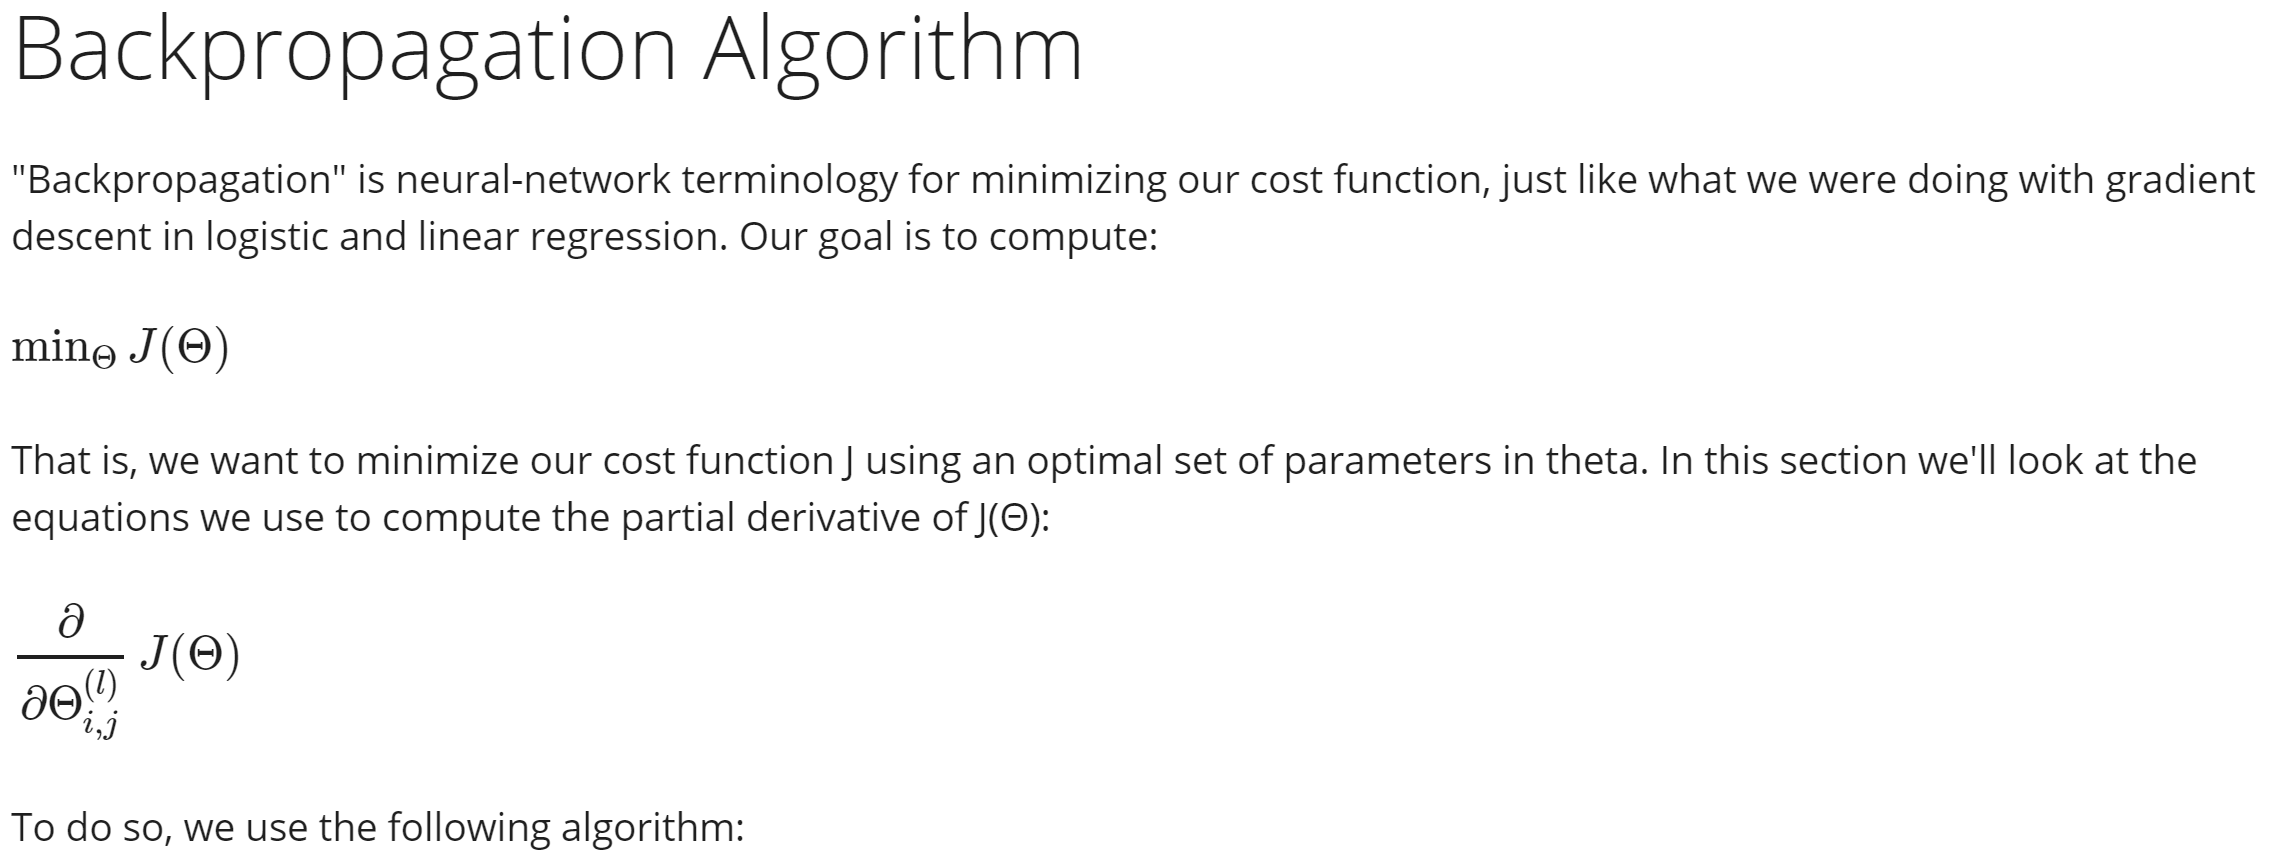 Backpropagation Algorithm
"Backpropagation" is neural-network terminology for minimizing our cost function, just like what we were doing with gradient
descent in logistic and linear regression. Our goal is to compute:
min_Θ J(Θ)
That is, we want to minimize our cost function J using an optimal set of parameters in theta. In this section we'll look at the
equations we use to compute the partial derivative of J(Θ):
∂/∂Θ_{i,j}^{(l)} J(Θ)
To do so, we use the following algorithm: